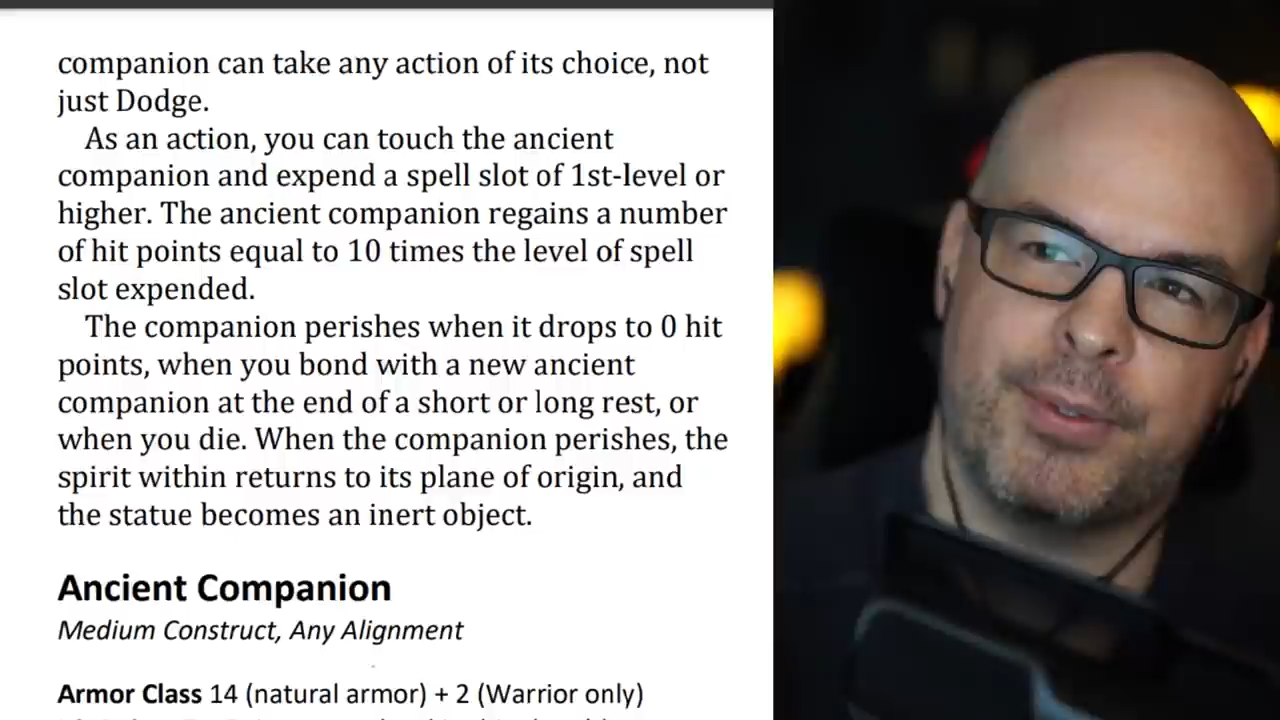 companion can take any action of its choice, not
just Dodge.
As an action, you can touch the ancient
companion and expend a spell slot of 1st-level or
higher. The ancient companion regains a number
of hit points equal to 10 times the level of spell
slot expended.
The companion perishes when it drops to 0 hit
points, when you bond with a new ancient
companion at the end of a short or long rest, or
when you die. When the companion perishes, the
spirit within returns to its plane of origin, and
the statue becomes an inert object.
Ancient Companion
Medium Construct, Any Alignment
Armor Class 14 (natural armor) + 2 (Warrior only)